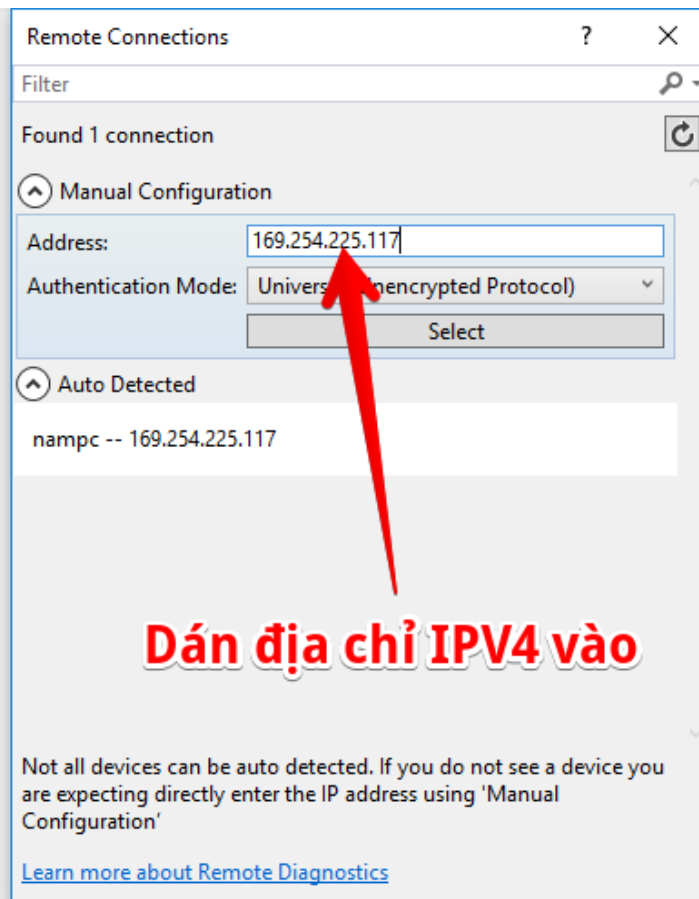 Remote Connections
Filter
Found 1 connection
Manual Configuration
Address: 169.254.225.117
Authentication Mode: Univers nencrypted Protocol)
Select
Auto Detected
nampc -- 169.254.225.117
Dán địa chỉ IPV4 vào
Not all devices can be auto detected. If you do not see a device you
are expecting directly enter the IP address using 'Manual
Configuration'
Learn more about Remote Diagnostics